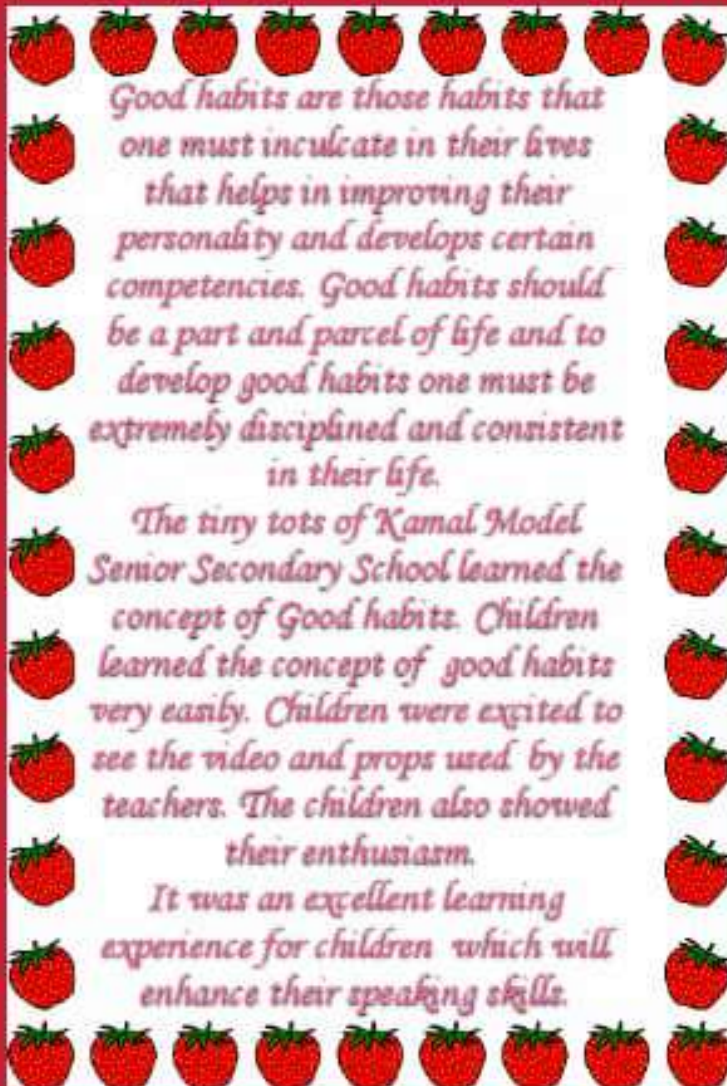 Good habits are those habits that
one must inculcate in their lives
that helps in improving their
personality and develops certain
competencies. Good habits should
be a part and parcel of life and to
develop good habits one must be
extremely disciplined and consistent
in their life.
The tiny tots of Kamal Model
Senior Secondary School learned the
concept of Good habits. Children
learned the concept of good habits
very easily. Children were excited to
see the video and props used by the
teachers. The children also showed
their enthusiasm.
It was an excellent learning
experience for children which will
enhance their speaking skills.